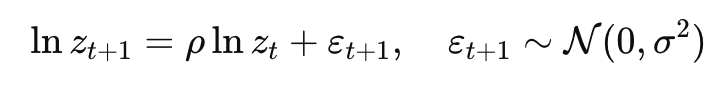 ln z_{t+1} = ρ ln z_t + ε_{t+1},    ε_{t+1} ∼ 𝒩(0, σ²)